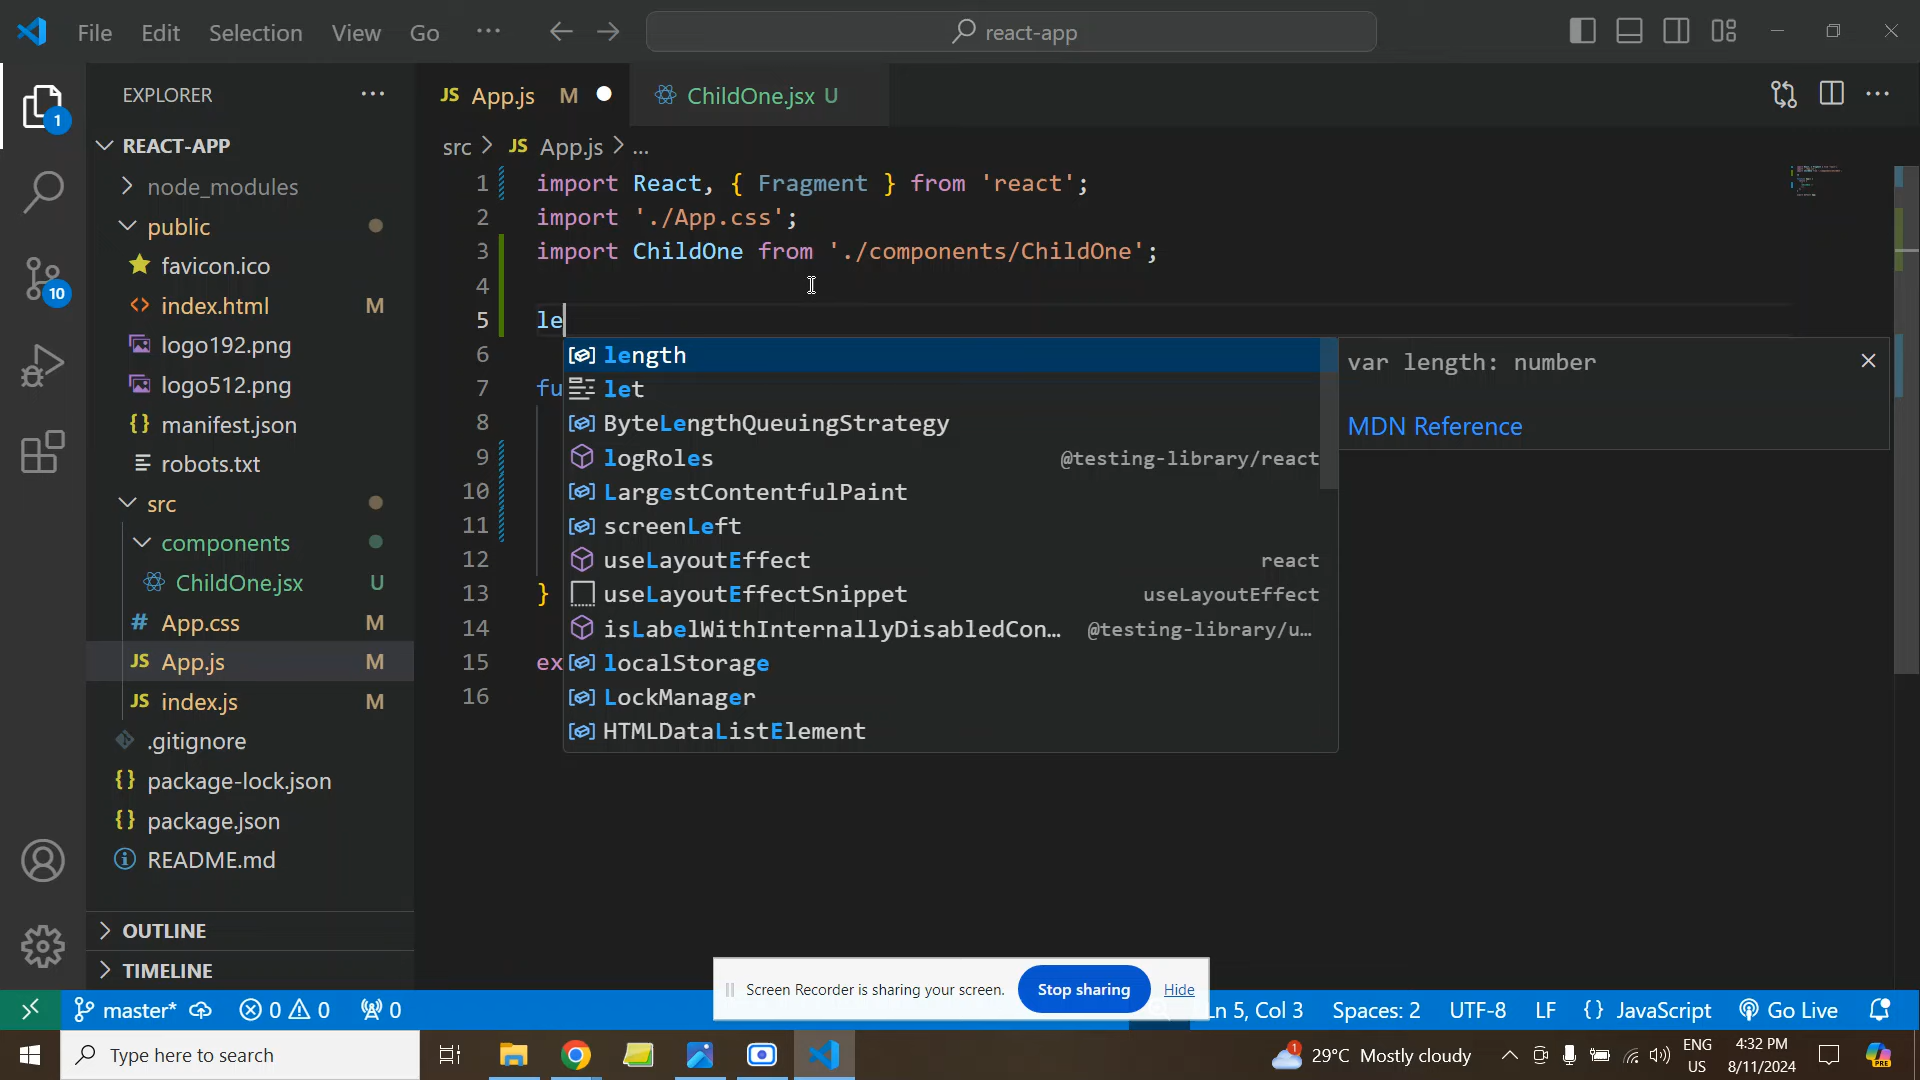 File Edit Selection View Go ... react-app
EXPLORER ...
REACT-APP
node_modules
public
favicon.ico
index.html M
logo192.png
logo512.png
manifest.json
robots.txt
src
components
ChildOne.jsx U
App.css M
App.js M
index.js M
.gitignore
package-lock.json
package.json
README.md
OUTLINE
TIMELINE
1
10
JS App.js M
ChildOne.jsx U
src > JS App.js > ...
1 import React, { Fragment } from 'react';
2 import './App.css';
3 import ChildOne from './components/ChildOne';
4
5 le
6
7 fu
8
9
10
11
12
13 }
14
15 ex
16
length
let
ByteLengthQueuingStrategy
logRoles @testing-library/react
LargestContentfulPaint
screenLeft
useLayoutEffect react
useLayoutEffectSnippet useLayoutEffect
isLabelWithInternallyDisabledCon... @testing-library/u...
localStorage
LockManager
HTMLDataListElement
var length: number
MDN Reference
Screen Recorder is sharing your screen. Stop sharing Hide
master* 0 0 0 Ln 5, Col 3 Spaces: 2 UTF-8 LF {} JavaScript Go Live
Type here to search
1 29°C Mostly cloudy
ENG
US
4:32 PM
8/11/2024
PRE